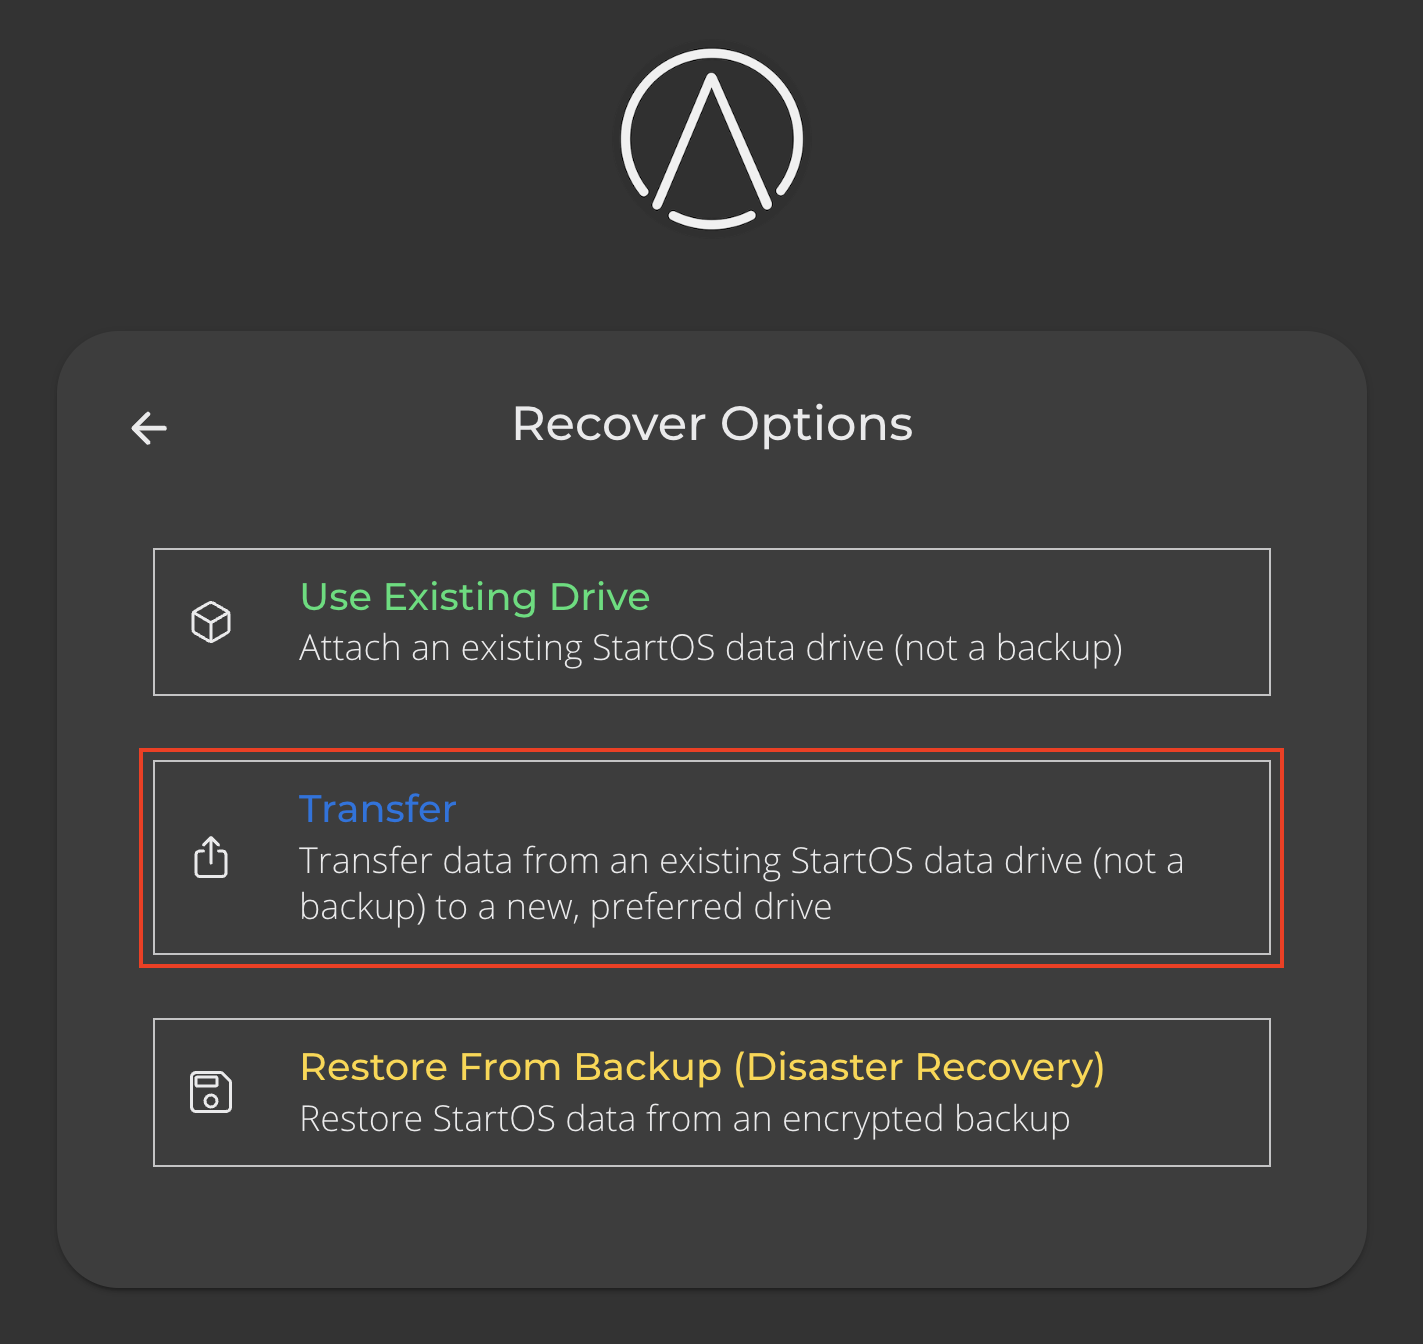 Recover Options
Use Existing Drive
Attach an existing StartOS data drive (not a backup)
Transfer
Transfer data from an existing StartOS data drive (not a
backup) to a new, preferred drive
Restore From Backup (Disaster Recovery)
Restore StartOS data from an encrypted backup